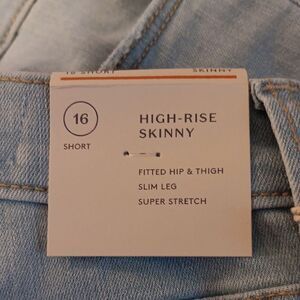 16 SHORT SKINNY
16
SHORT
HIGH-RISE
SKINNY
FITTED HIP & THIGH
SLIM LEG
SUPER STRETCH